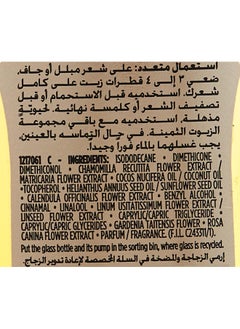 استعمال متعدد: على شعر مبلل أو جاف،
ضعي ٣ إلى ٤ قطرات زيت على كامل
شعرك. استخدميه قبل الاستحمام أو قبل
تصفيف الشعر أو كلمسة نهائية. لحيويّة
مذهلة، استخدميه مع باقي مجموعة
الزيوت الثمينة. في حال التماسه بالعينين،
يجب غسلهما بالماء فوراً وجيداً.
1217061 C - INGREDIENTS: ISODODECANE • DIMETHICONE
DIMETHICONOL • CHAMOMILLA RECUTITA FLOWER EXTRACT /
MATRICARIA FLOWER EXTRACT • COCOS NUCIFERA OIL / COCONUT OIL
•TOCOPHEROL • HELIANTHUS ANNUUS SEED OIL / SUNFLOWER SEED OIL
• CALENDULA OFFICINALIS FLOWER EXTRACT • BENZYL ALCOHOL •
CINNAMAL • LINALOOL • LINUM USITATISSIMUM FLOWER EXTRACT /
LINSEED FLOWER EXTRACT • CAPRYLIC/CAPRIC TRIGLYCERIDE
• CAPRYLIC/CAPRIC GLYCERIDES • GARDENIA TAITENSIS FLOWER • ROSA
CANINA FLOWER EXTRACT • PARFUM / FRAGRANCE. (F.I.L. C243311/1).
Put the glass bottle and its pump in the sorting bin, where glass is recycled.
إرمي الزجاجة والمضخة في السلة المخصصة لإعادة تدوير الزجاج.